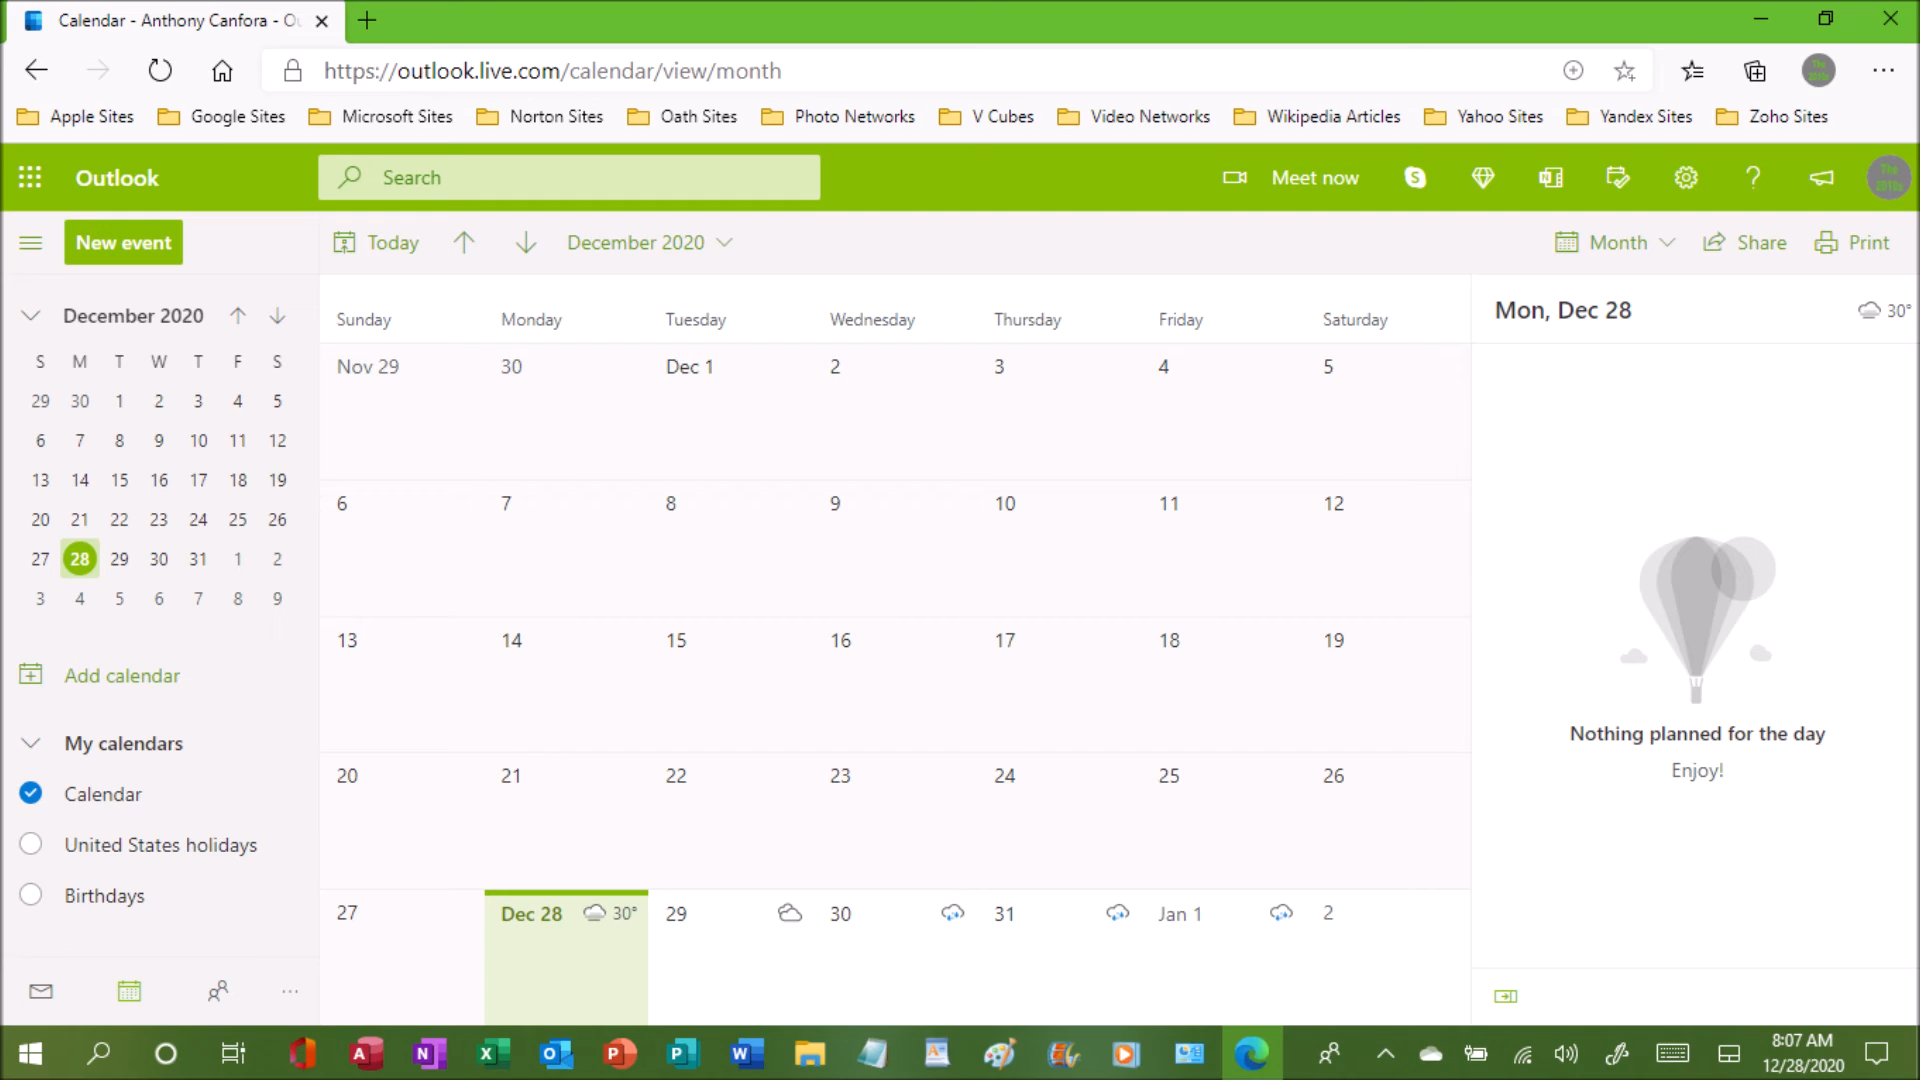 Calendar - Anthony Canfora - Ou
https://outlook.live.com/calendar/view/month
Apple Sites Google Sites Microsoft Sites Norton Sites Oath Sites Photo Networks V Cubes Video Networks Wikipedia Articles Yahoo Sites Yandex Sites Zoho Sites
Outlook Search Meet now
New event Today December 2020 Month Share Print
December 2020
S M T W T F S
29 30 1 2 3 4 5
6 7 8 9 10 11 12
13 14 15 16 17 18 19
20 21 22 23 24 25 26
27 28 29 30 31 1 2
3 4 5 6 7 8 9
Add calendar
My calendars
Calendar
United States holidays
Birthdays
Sunday Monday Tuesday Wednesday Thursday Friday Saturday
Nov 29 30 Dec 1 2 3 4 5
6 7 8 9 10 11 12
13 14 15 16 17 18 19
20 21 22 23 24 25 26
27 Dec 28 30° 29 30 31 Jan 1 2
Mon, Dec 28 30°
Nothing planned for the day
Enjoy!
8:07 AM
12/28/2020